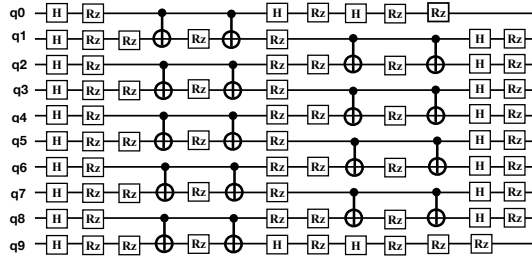 q0 H Rz H Rz H Rz Rz
q1 H Rz Rz Rz H Rz H Rz
q2 H Rz H Rz Rz Rz H Rz
q3 H Rz Rz Rz H Rz H Rz
q4 H Rz H Rz Rz Rz H Rz
q5 H Rz Rz Rz H Rz H Rz
q6 H Rz H Rz Rz Rz H Rz
q7 H Rz Rz Rz H Rz H Rz
q8 H Rz H Rz Rz Rz H Rz
q9 H Rz Rz Rz H Rz H Rz Rz Rz